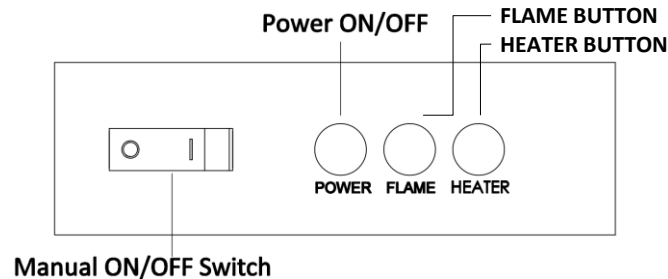 Power ON/OFF
FLAME BUTTON
HEATER BUTTON
POWER FLAME HEATER
Manual ON/OFF Switch